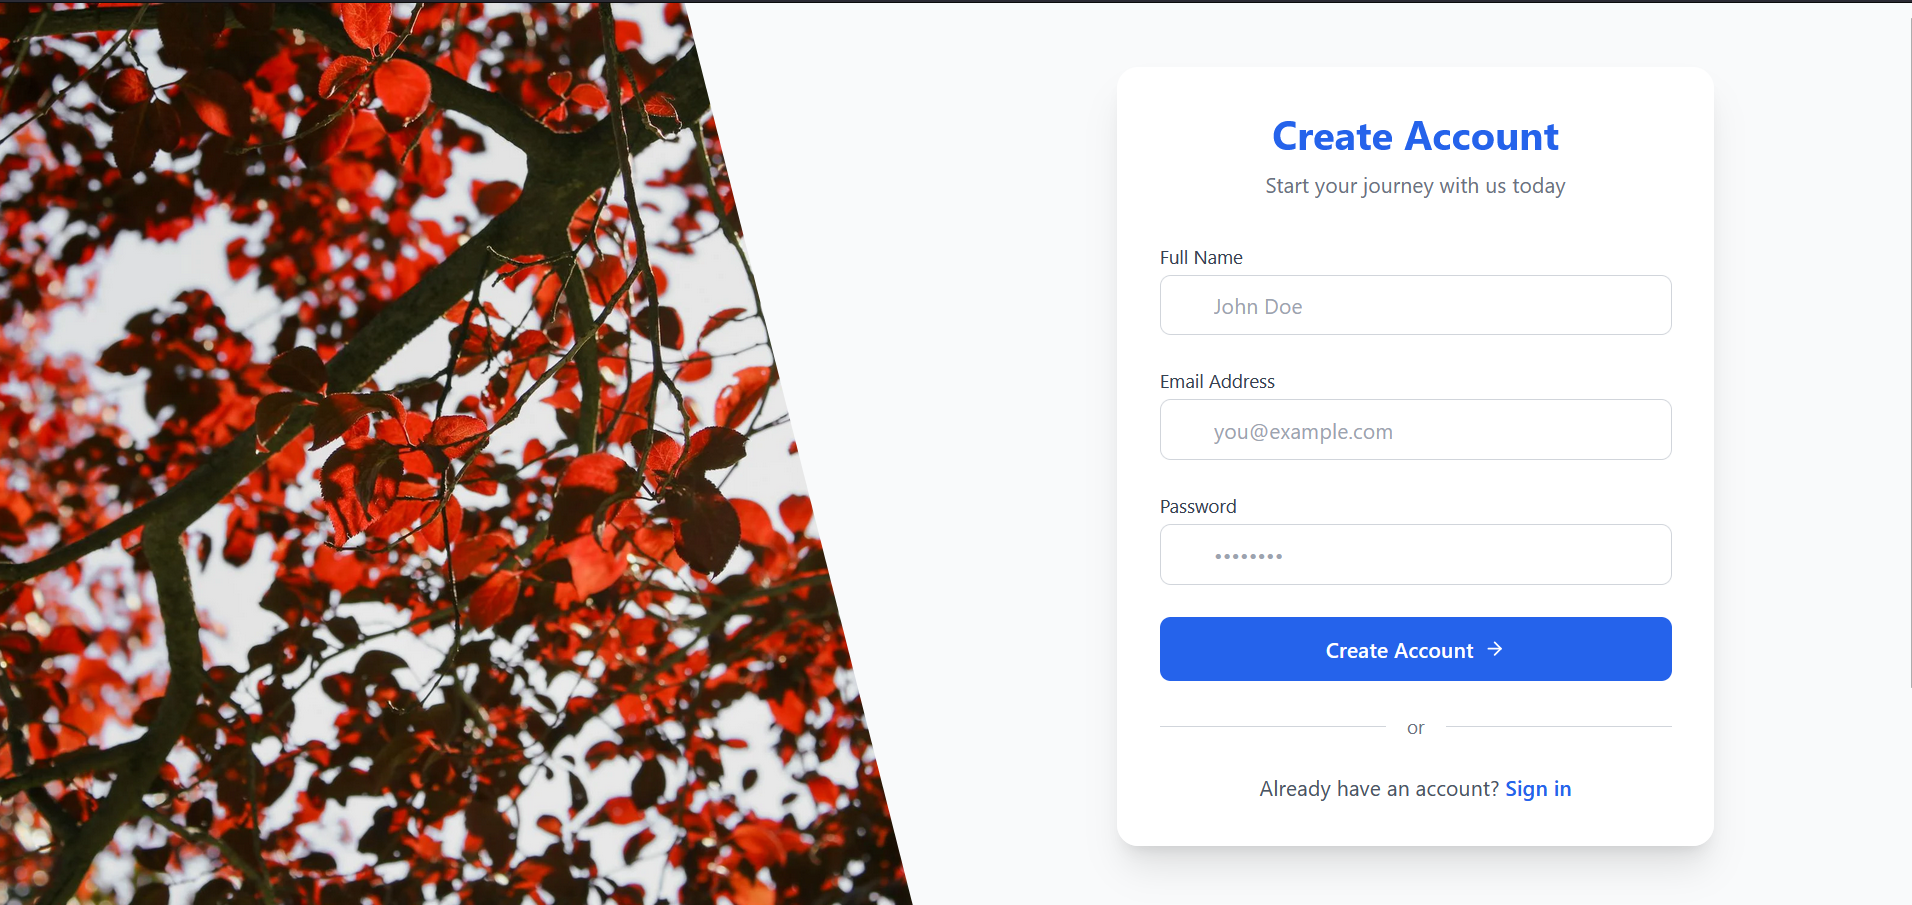 Create Account
Start your journey with us today
Full Name
John Doe
Email Address
you@example.com
Password
••••••••
Create Account →
or
Already have an account? Sign in